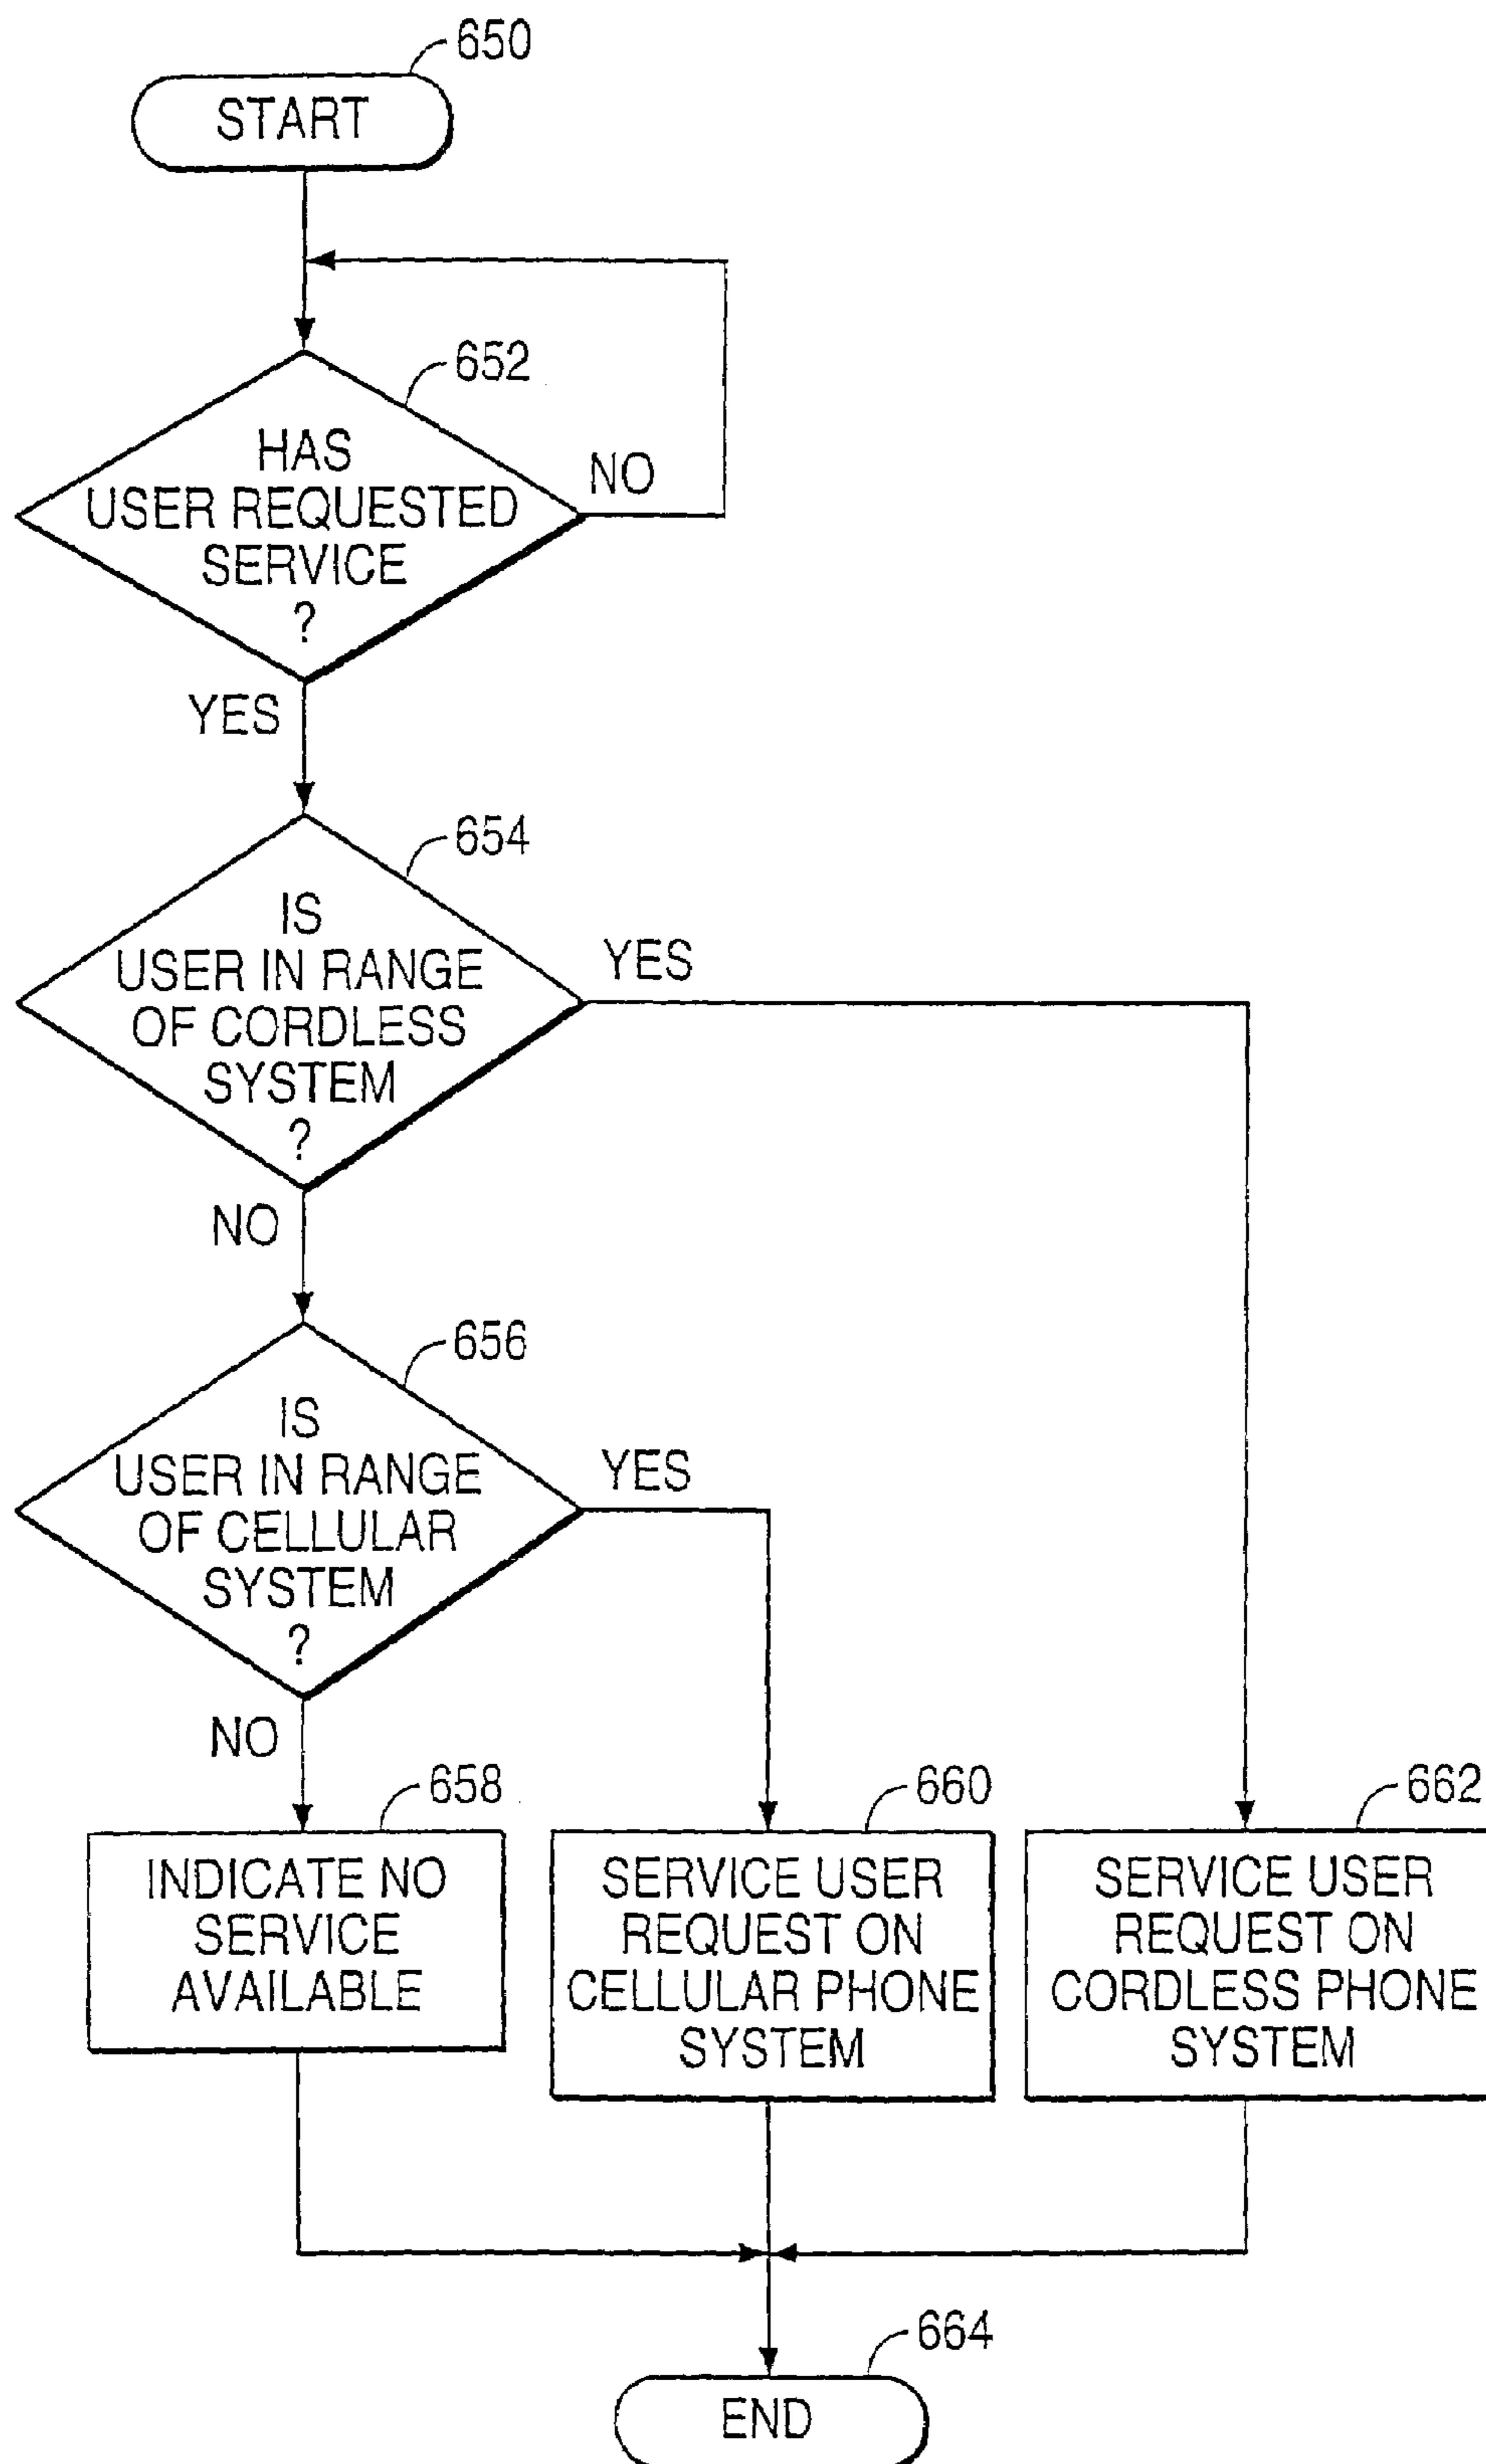 650
START
652
HAS
USER REQUESTED
SERVICE
?
NO
YES
654
IS
USER IN RANGE
OF CORDLESS
SYSTEM
?
YES
NO
656
IS
USER IN RANGE
OF CELLULAR
SYSTEM
?
YES
NO
658
INDICATE NO
SERVICE
AVAILABLE
660
SERVICE USER
REQUEST ON
CELLULAR PHONE
SYSTEM
662
SERVICE USER
REQUEST ON
CORDLESS PHONE
SYSTEM
664
END